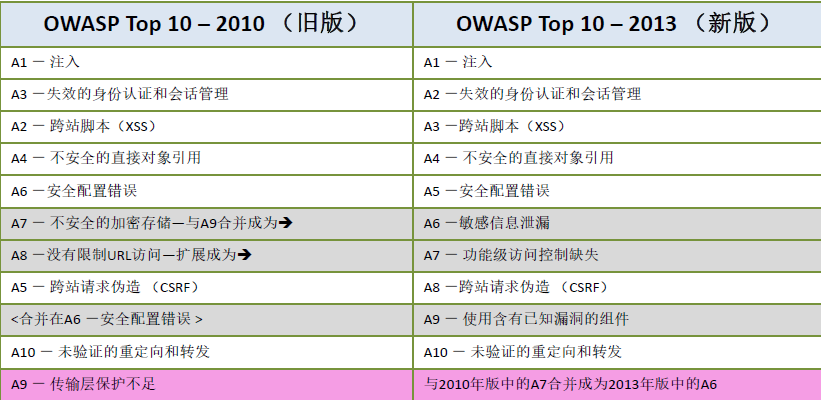 OWASP Top 10 – 2010 （旧版）
OWASP Top 10 – 2013 （新版）
A1 － 注入
A1 － 注入
A3 －失效的身份认证和会话管理
A2 －失效的身份认证和会话管理
A2 － 跨站脚本（XSS）
A3 － 跨站脚本（XSS）
A4 － 不安全的直接对象引用
A4 － 不安全的直接对象引用
A6 －安全配置错误
A5 －安全配置错误
A7 － 不安全的加密存储—与A9合并成为➔
A6 －敏感信息泄漏
A8 －没有限制URL访问—扩展成为➔
A7 － 功能级访问控制缺失
A5 － 跨站请求伪造 （CSRF）
A8 －跨站请求伪造 （CSRF）
<合并在A6 －安全配置错误 >
A9 － 使用含有已知漏洞的组件
A10 － 未验证的重定向和转发
A10 － 未验证的重定向和转发
A9 － 传输层保护不足
与2010年版中的A7合并成为2013年版中的A6